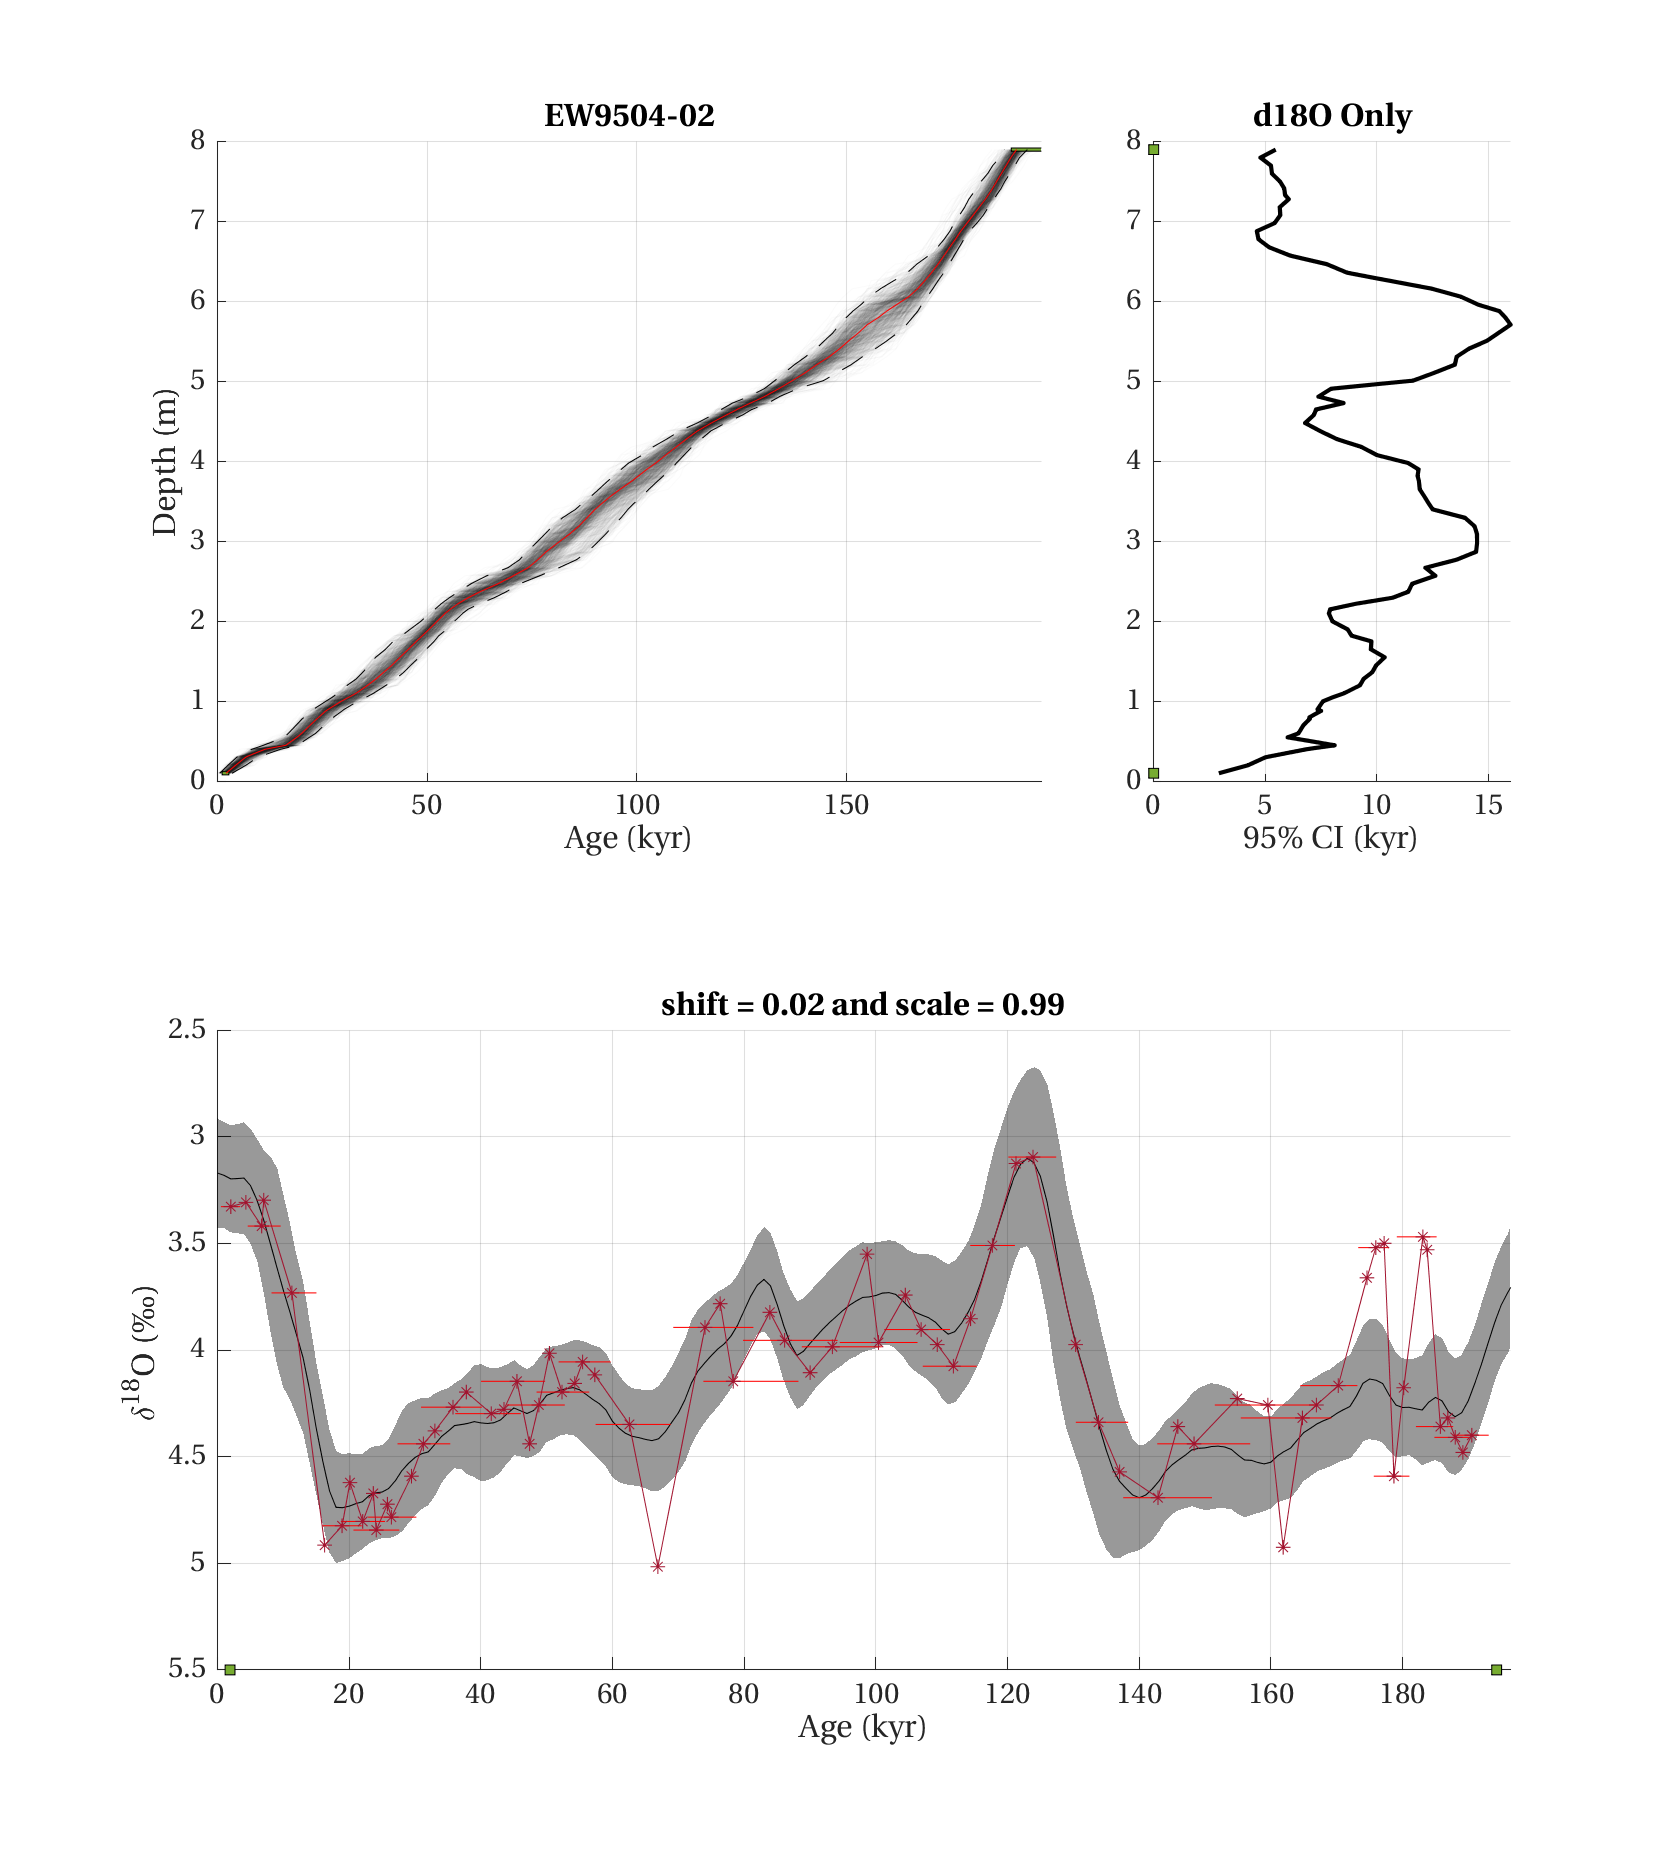 EW9504-02
d18O Only
8
7
6
5
4
3
2
1
0
Depth (m)
0 50 100 150
Age (kyr)
8
7
6
5
4
3
2
1
0
0 5 10 15
95% CI (kyr)
shift = 0.02 and scale = 0.99
2.5
3
3.5
4
4.5
5
5.5
δ18O (‰)
0 20 40 60 80 100 120 140 160 180
Age (kyr)